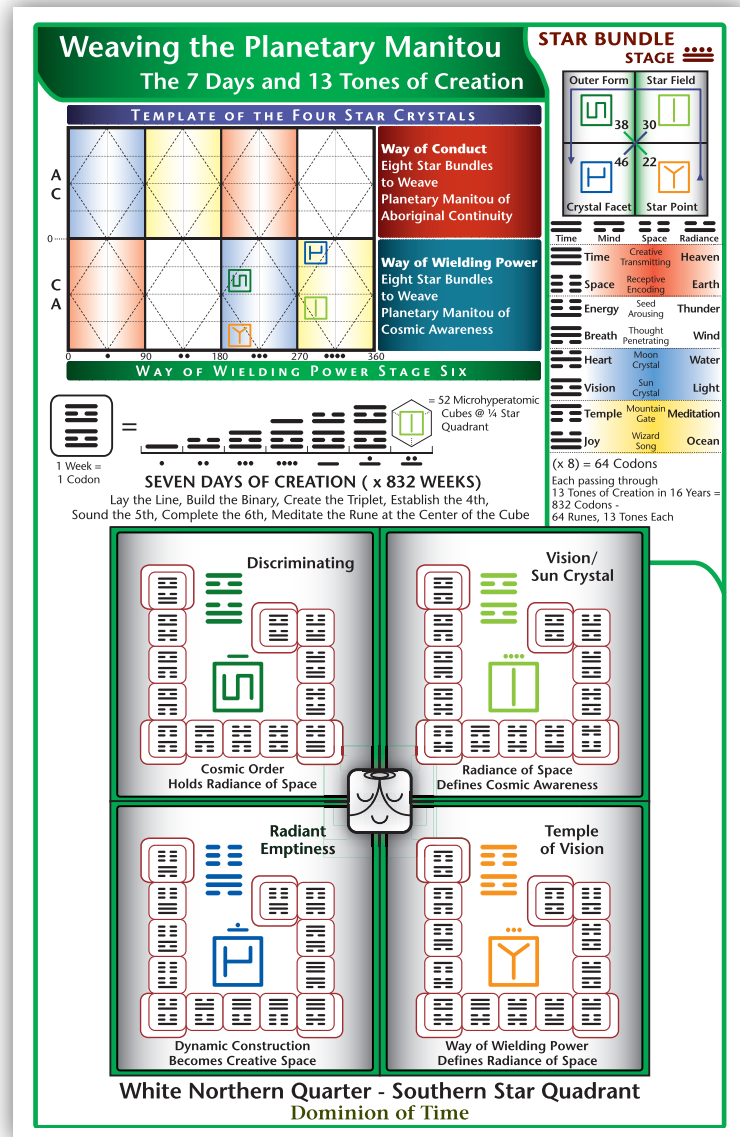 Weaving the Planetary Manitou
The 7 Days and 13 Tones of Creation
STAR BUNDLE
STAGE
Outer Form Star Field
38 30
46 22
Crystal Facet Star Point
TEMPLATE OF THE FOUR STAR CRYSTALS
A
C
0
C
A
0 90 180 270 360
Way of Conduct
Eight Star Bundles
to Weave
Planetary Manitou of
Aboriginal Continuity
Way of Wielding Power
Eight Star Bundles
to Weave
Planetary Manitou of
Cosmic Awareness
WAY OF WIELDING POWER STAGE SIX
Time Mind Space Radiance
Time Creative Transmitting Heaven
Space Receptive Encoding Earth
Energy Seed Arousing Thunder
Breath Thought Penetrating Wind
Heart Moon Crystal Water
Vision Sun Crystal Light
Temple Mountain Gate Meditation
Joy Wizard Song Ocean
(x 8) = 64 Codons
Each passing through
13 Tones of Creation in 16 Years =
832 Codons -
64 Runes, 13 Tones Each
1 Week =
1 Codon
=
= 52 Microhyperatomic
Cubes @ ¼ Star
Quadrant
SEVEN DAYS OF CREATION ( x 832 WEEKS)
Lay the Line, Build the Binary, Create the Triplet, Establish the 4th,
Sound the 5th, Complete the 6th, Meditate the Rune at the Center of the Cube
Discriminating
Cosmic Order
Holds Radiance of Space
Vision/
Sun Crystal
Radiance of Space
Defines Cosmic Awareness
Radiant
Emptiness
Dynamic Construction
Becomes Creative Space
Temple
of Vision
Way of Wielding Power
Defines Radiance of Space
White Northern Quarter - Southern Star Quadrant
Dominion of Time